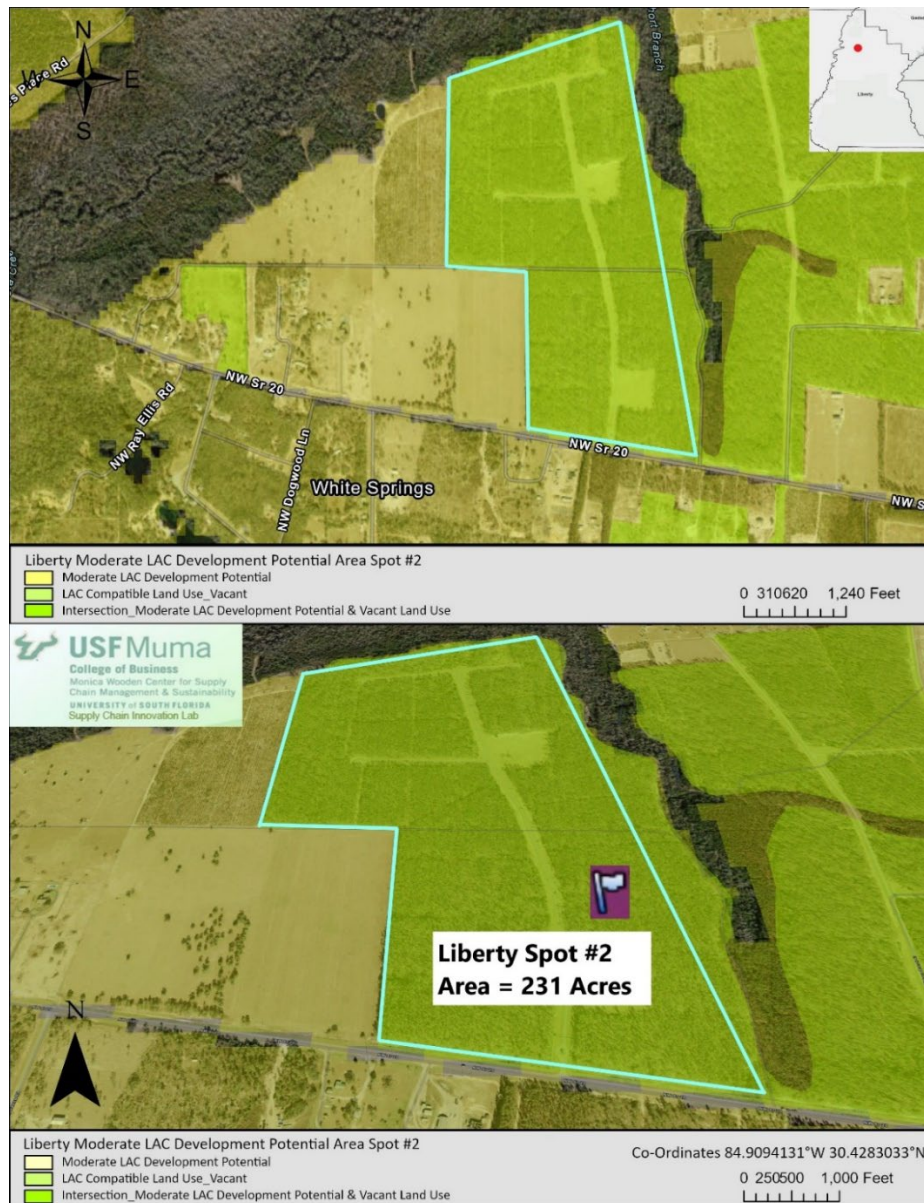 N
W E
S
s Place Rd
Short Branch
Liberty
NW Ray Ellis Rd
NW Dogwood Ln
NW Sr 20
White Springs
NW Sr 20
NW S
Liberty Moderate LAC Development Potential Area Spot #2
Moderate LAC Development Potential
LAC Compatible Land Use_Vacant
Intersection_Moderate LAC Development Potential & Vacant Land Use
0 310620 1,240 Feet
USF Muma
College of Business
Monica Wooden Center for Supply
Chain Management & Sustainability
UNIVERSITY of SOUTH FLORIDA
Supply Chain Innovation Lab
Liberty Spot #2
Area = 231 Acres
N
Liberty Moderate LAC Development Potential Area Spot #2
Moderate LAC Development Potential
LAC Compatible Land Use_Vacant
Intersection_Moderate LAC Development Potential & Vacant Land Use
Co-Ordinates 84.9094131°W 30.4283033°N
0 250500 1,000 Feet